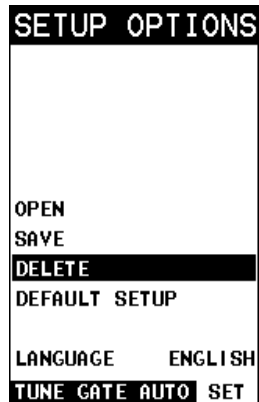 SETUP OPTIONS
OPEN
SAVE
DELETE
DEFAULT SETUP
LANGUAGE ENGLISH
TUNE GATE AUTO SET